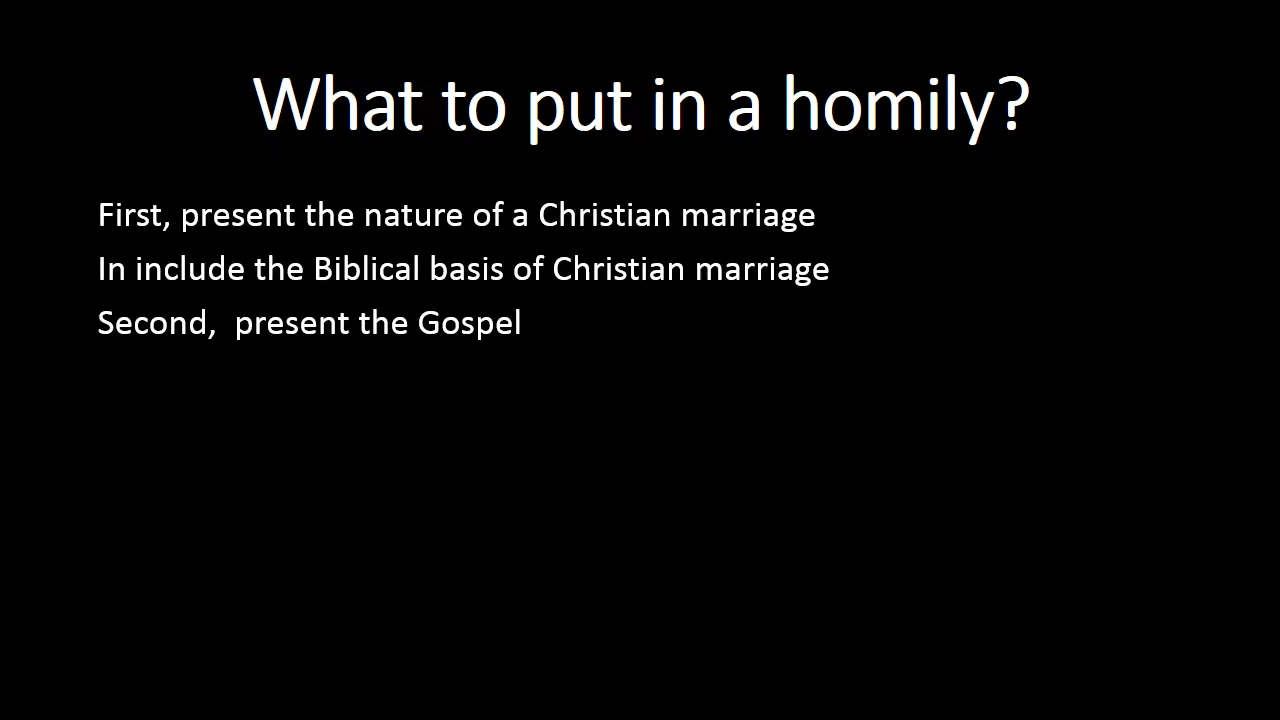 What to put in a homily?
First, present the nature of a Christian marriage
In include the Biblical basis of Christian marriage
Second,  present the Gospel